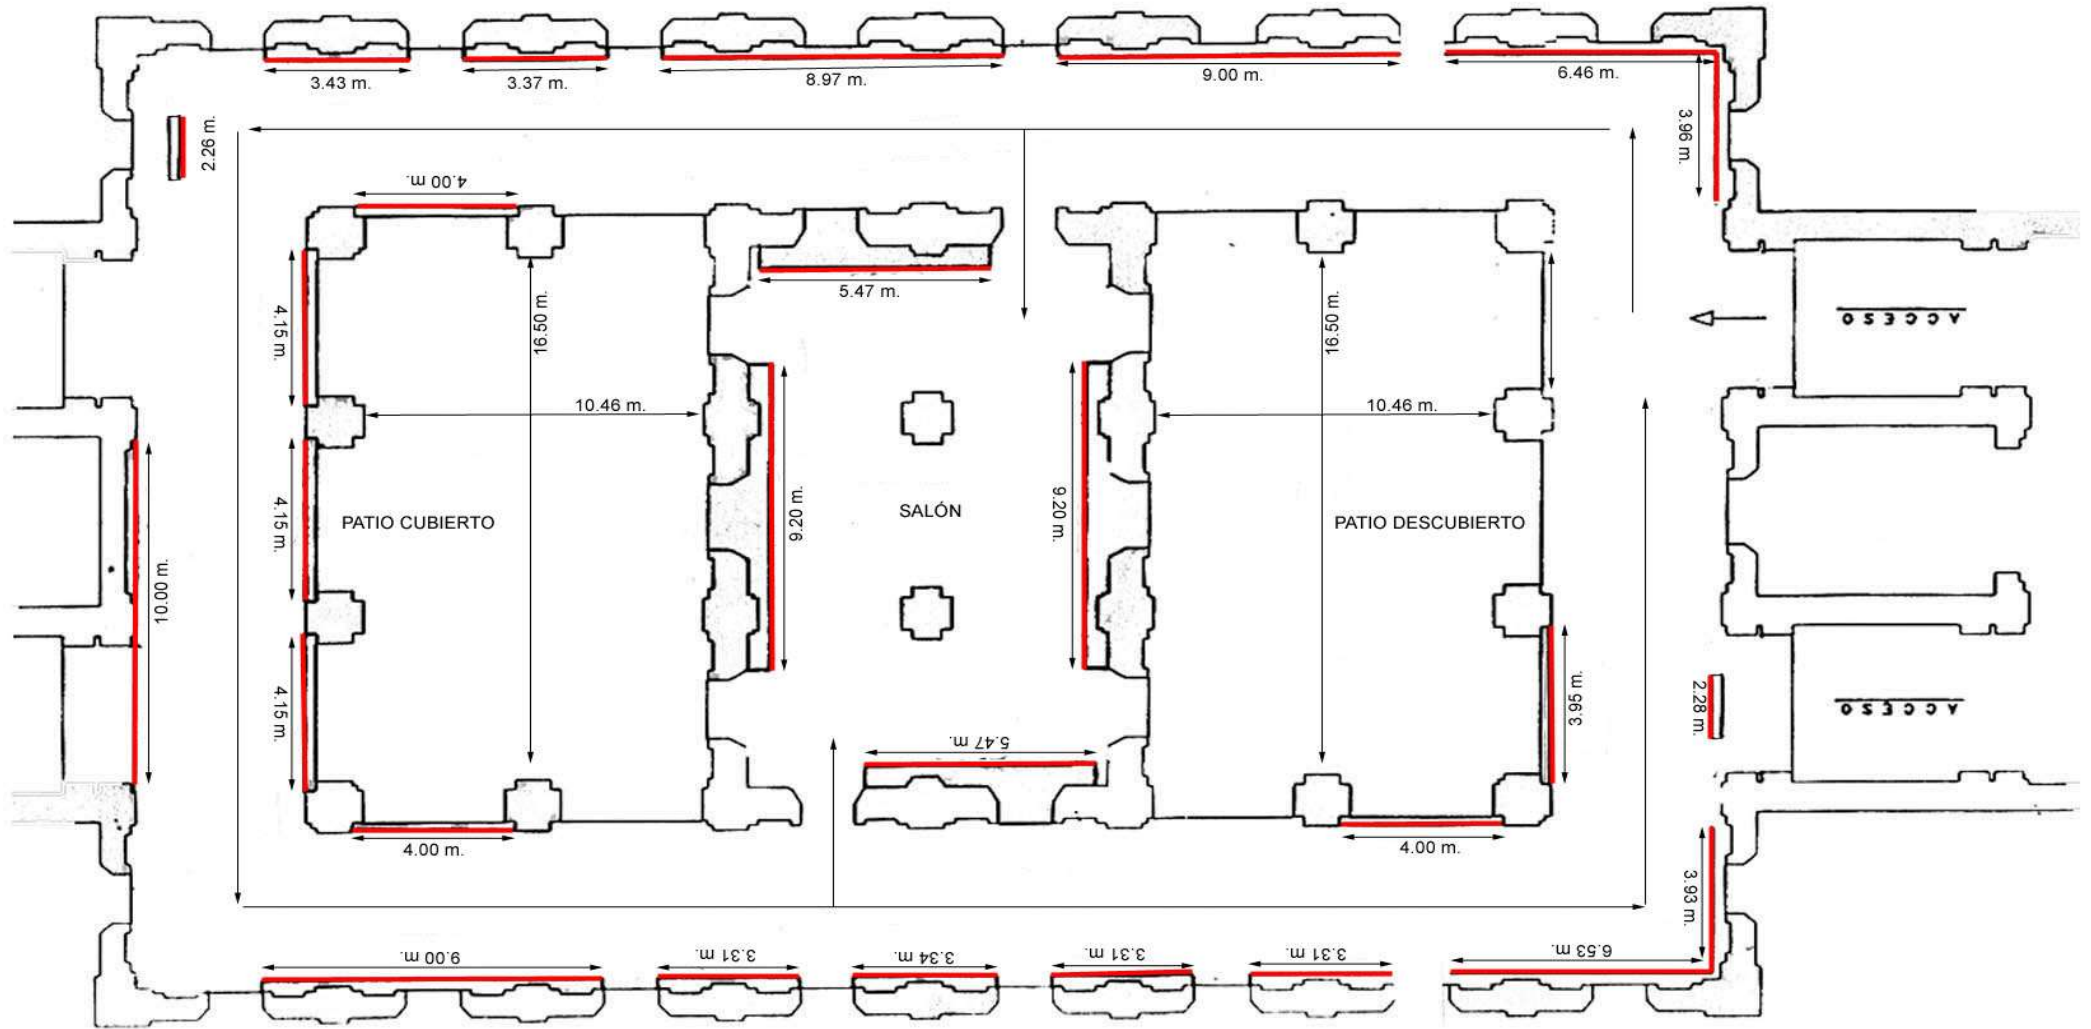 3.43 m.
3.37 m.
8.97 m.
9.00 m.
6.46 m.
3.96 m.
2.26 m.
4.00 m.
5.47 m.
4.15 m.
16.50 m.
16.50 m.
ACCESO
10.46 m.
10.46 m.
4.15 m.
PATIO CUBIERTO
9.20 m.
SALÓN
9.20 m.
PATIO DESCUBIERTO
10.00 m.
4.15 m.
3.95 m.
2.28 m.
ACCESO
5.47 m.
4.00 m.
4.00 m.
3.93 m.
9.00 m.
3.31 m.
3.34 m.
3.31 m.
3.31 m.
6.53 m.